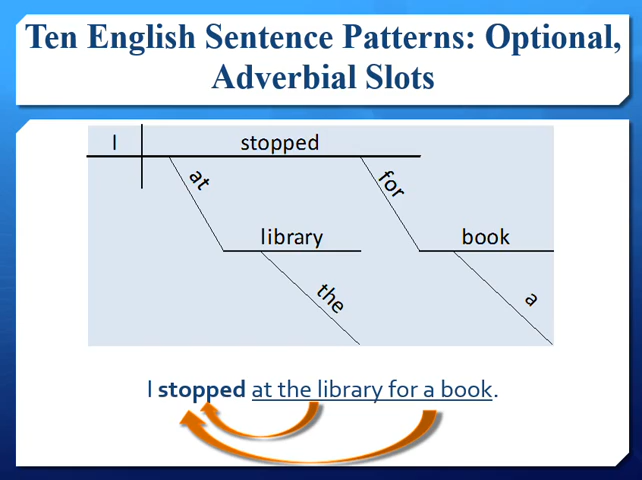 Ten English Sentence Patterns: Optional,
Adverbial Slots
I stopped
at for
library book
the a
I stopped at the library for a book.